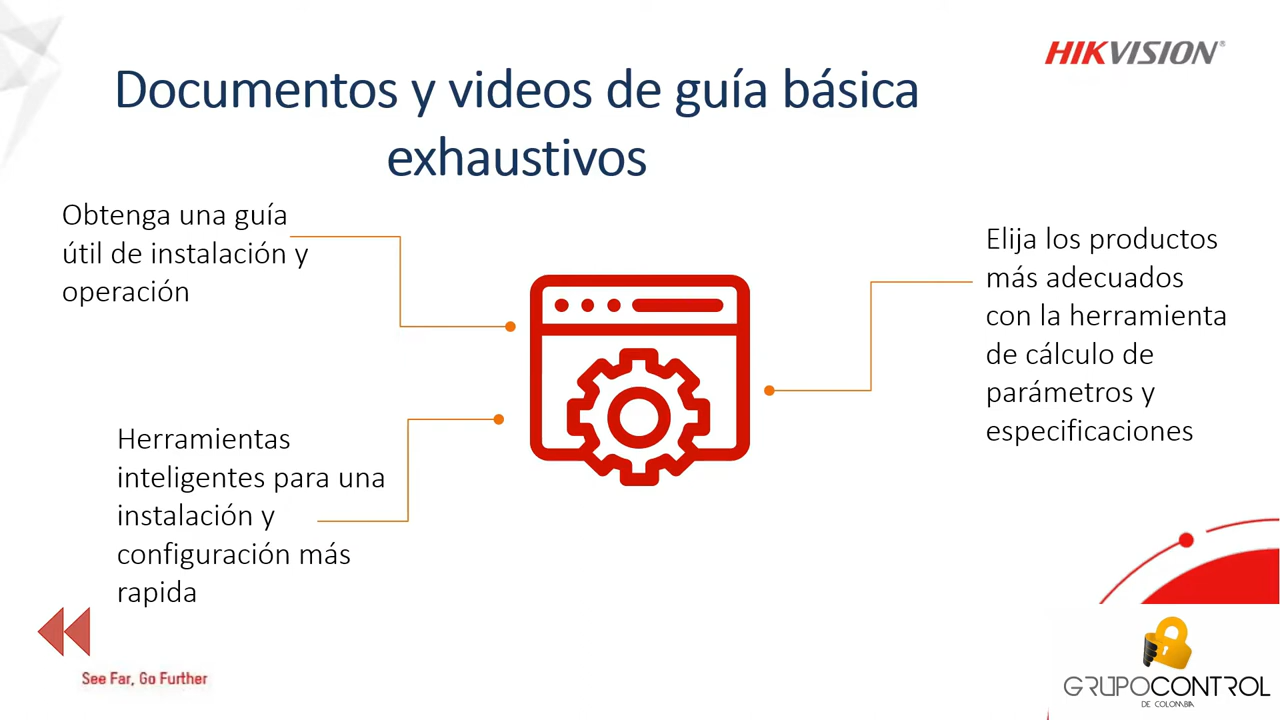 HIKVISION®
Documentos y videos de guía básica
exhaustivos
Obtenga una guía
útil de instalación y
operación
Elija los productos
más adecuados
con la herramienta
de cálculo de
parámetros y
especificaciones
Herramientas
inteligentes para una
instalación y
configuración más
rapida
See Far, Go Further
GRUPOCONTROL
DE COLOMBIA